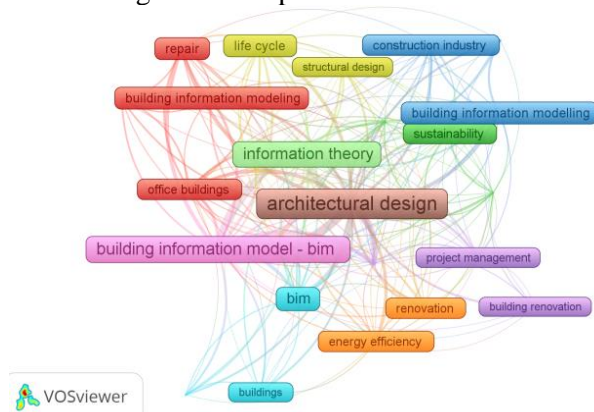 repair
life cycle
construction industry
structural design
building information modeling
building information modelling
sustainability
information theory
office buildings
architectural design
building information model - bim
project management
bim
renovation
building renovation
energy efficiency
buildings
VOSviewer